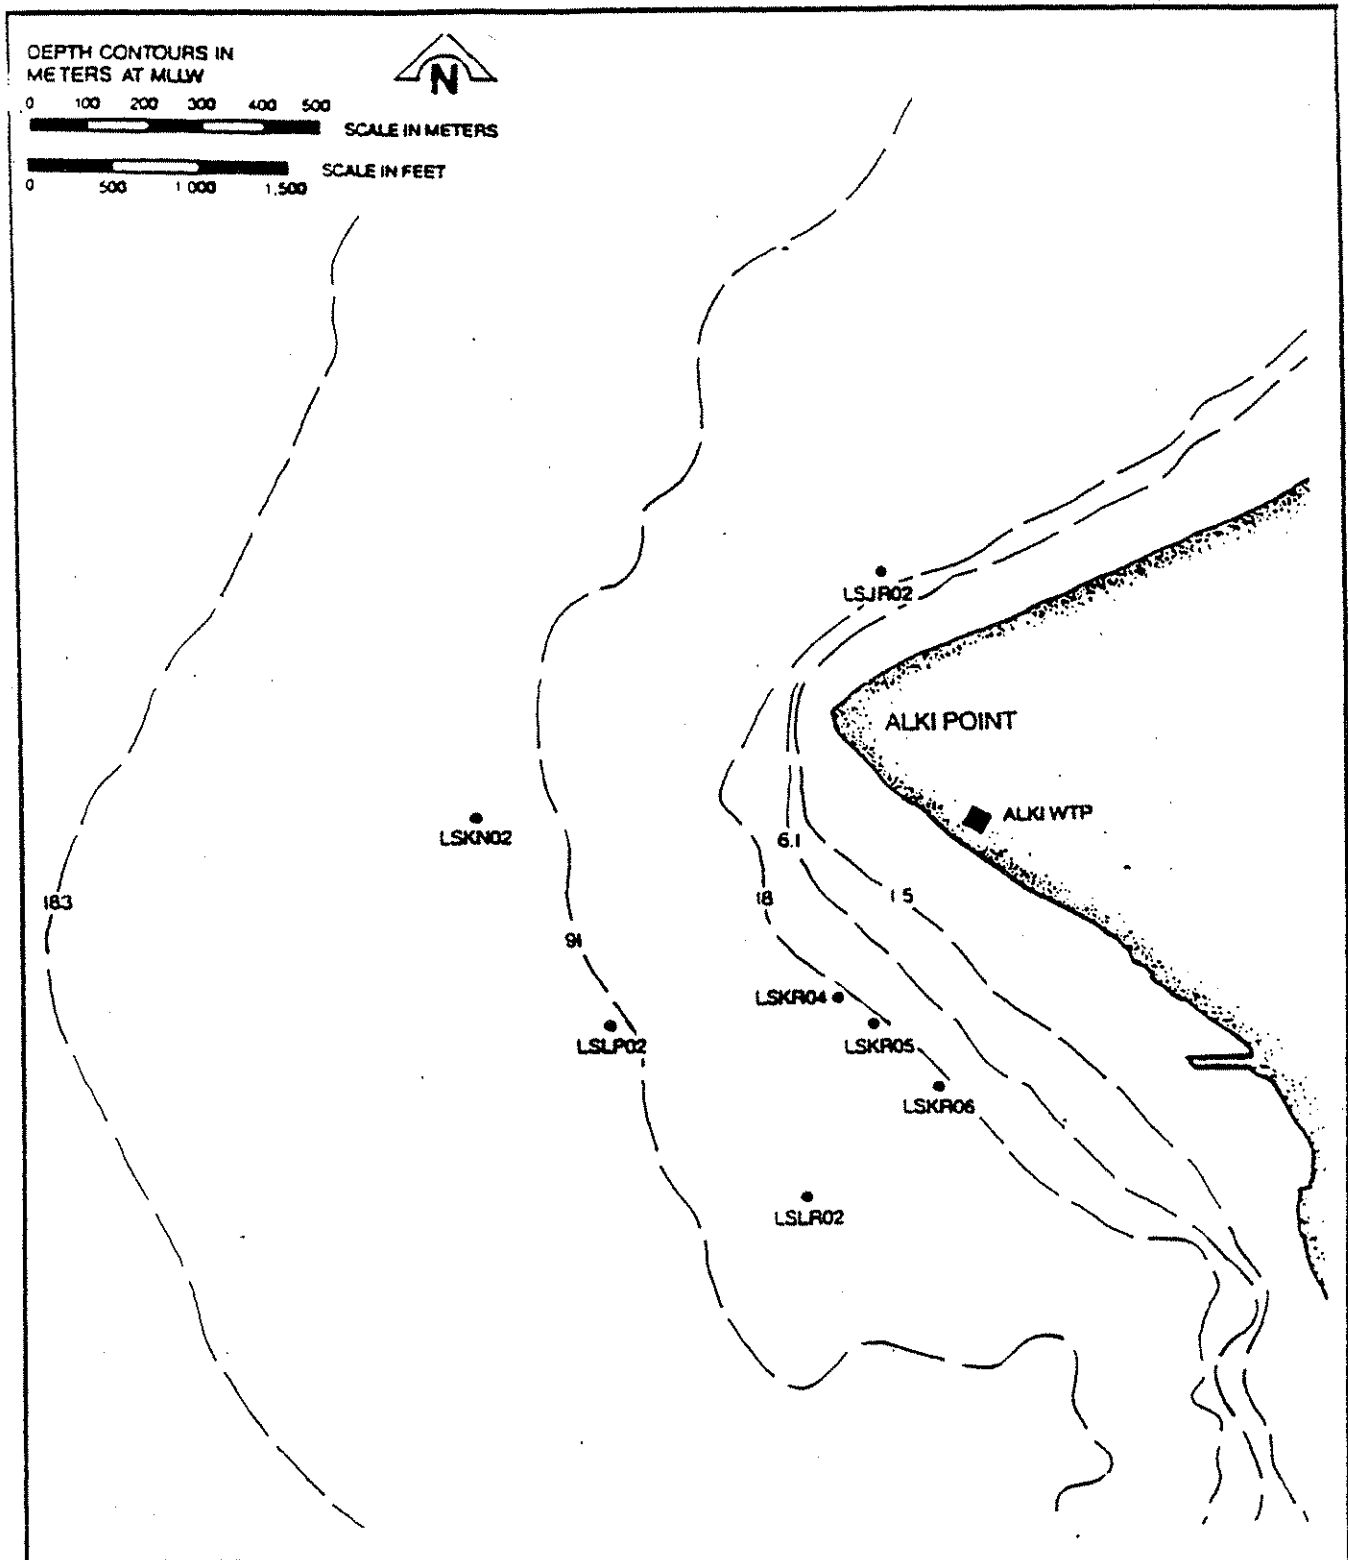 DEPTH CONTOURS IN
METERS AT MLLW
N
0 100 200 300 400 500
SCALE IN METERS
SCALE IN FEET
0 500 1 000 1,500
LSJR02
ALKI POINT
ALKI WTP
LSKN02
6.1
183
18
1 5
91
LSKR04
LSLP02
LSKR05
LSKR06
LSLR02